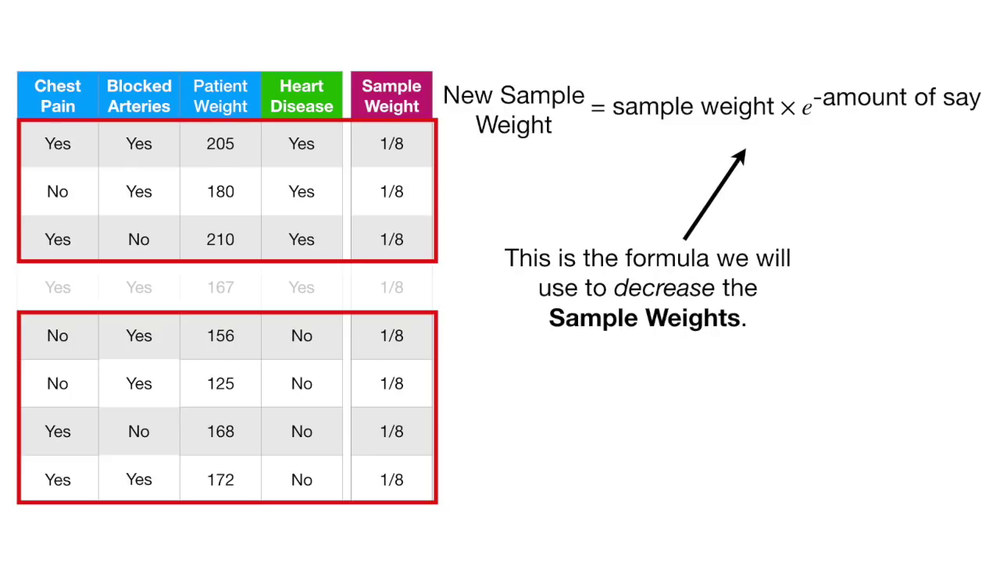 Chest Pain Blocked Arteries Patient Weight Heart Disease Sample Weight
Yes Yes 205 Yes 1/8
No Yes 180 Yes 1/8
Yes No 210 Yes 1/8
Yes Yes 167 Yes 1/8
No Yes 156 No 1/8
No Yes 125 No 1/8
Yes No 168 No 1/8
Yes Yes 172 No 1/8
New Sample Weight = sample weight × e^-amount of say
This is the formula we will
use to decrease the
Sample Weights.